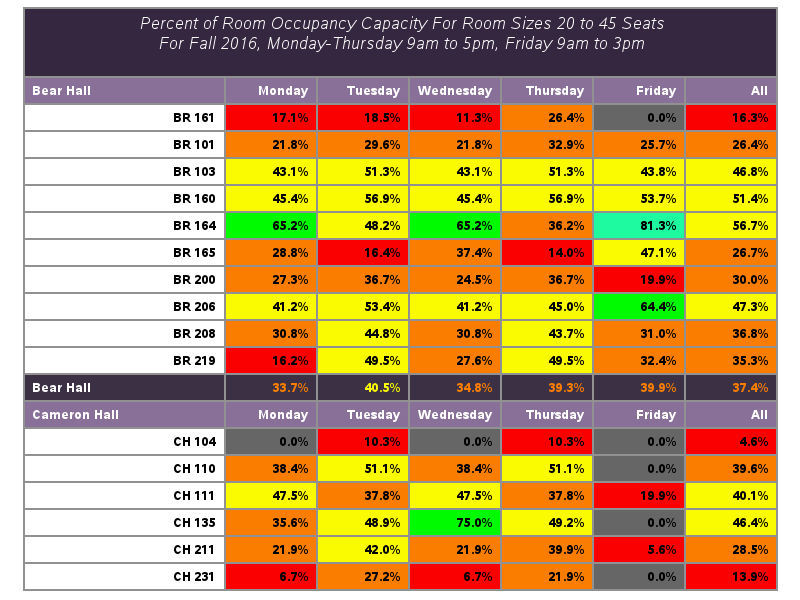 Percent of Room Occupancy Capacity For Room Sizes 20 to 45 Seats
For Fall 2016, Monday-Thursday 9am to 5pm, Friday 9am to 3pm
Bear Hall Monday Tuesday Wednesday Thursday Friday All
BR 161 17.1% 18.5% 11.3% 26.4% 0.0% 16.3%
BR 101 21.8% 29.6% 21.8% 32.9% 25.7% 26.4%
BR 103 43.1% 51.3% 43.1% 51.3% 43.8% 46.8%
BR 160 45.4% 56.9% 45.4% 56.9% 53.7% 51.4%
BR 164 65.2% 48.2% 65.2% 36.2% 81.3% 56.7%
BR 165 28.8% 16.4% 37.4% 14.0% 47.1% 26.7%
BR 200 27.3% 36.7% 24.5% 36.7% 19.9% 30.0%
BR 206 41.2% 53.4% 41.2% 45.0% 64.4% 47.3%
BR 208 30.8% 44.8% 30.8% 43.7% 31.0% 36.8%
BR 219 16.2% 49.5% 27.6% 49.5% 32.4% 35.3%
Bear Hall 33.7% 40.5% 34.8% 39.3% 39.9% 37.4%
Cameron Hall Monday Tuesday Wednesday Thursday Friday All
CH 104 0.0% 10.3% 0.0% 10.3% 0.0% 4.6%
CH 110 38.4% 51.1% 38.4% 51.1% 0.0% 39.6%
CH 111 47.5% 37.8% 47.5% 37.8% 19.9% 40.1%
CH 135 35.6% 48.9% 75.0% 49.2% 0.0% 46.4%
CH 211 21.9% 42.0% 21.9% 39.9% 5.6% 28.5%
CH 231 6.7% 27.2% 6.7% 21.9% 0.0% 13.9%